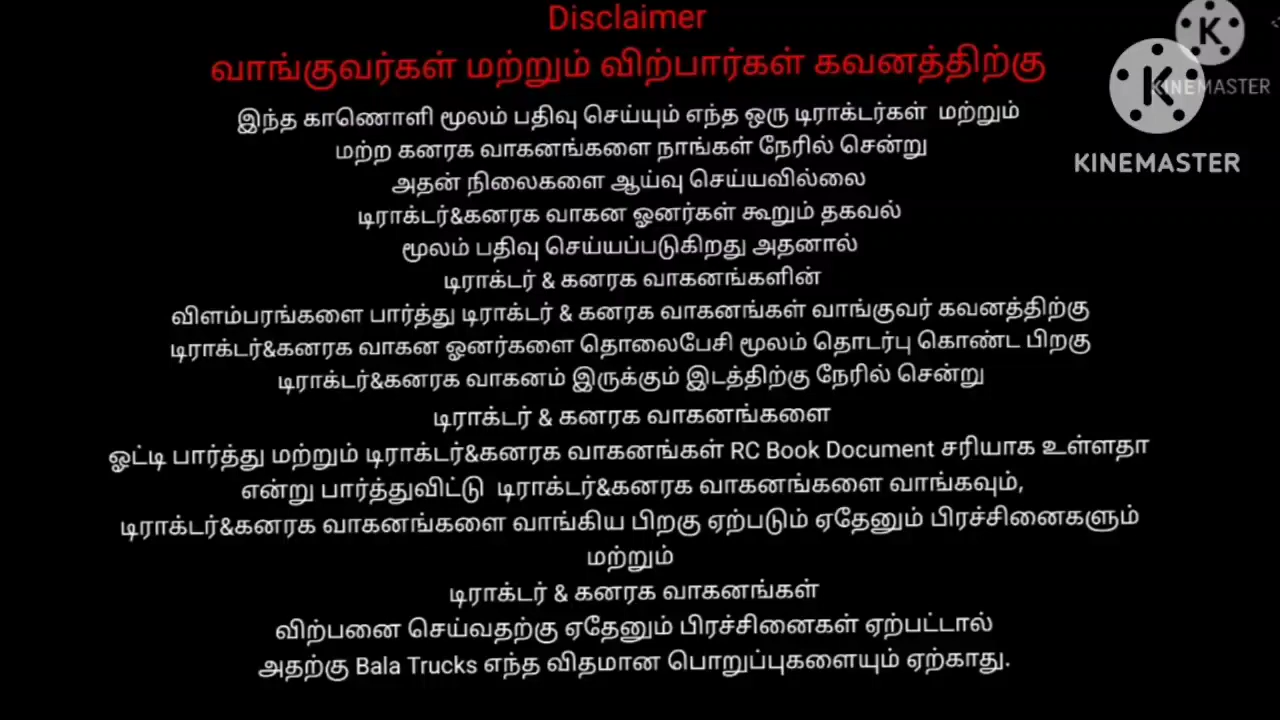 Disclaimer
வாங்குவர்கள் மற்றும் விற்பார்கள் கவனத்திற்கு
இந்த காணொளி மூலம் பதிவு செய்யும் எந்த ஒரு டிராக்டர்கள் மற்றும்
மற்ற கனரக வாகனங்களை நாங்கள் நேரில் சென்று
அதன் நிலைகளை ஆய்வு செய்யவில்லை
டிராக்டர்&கனரக வாகன ஓனர்கள் கூறும் தகவல்
மூலம் பதிவு செய்யப்படுகிறது அதனால்
டிராக்டர் & கனரக வாகனங்களின்
விளம்பரங்களை பார்த்து டிராக்டர் & கனரக வாகனங்கள் வாங்குவர் கவனத்திற்கு
டிராக்டர்&கனரக வாகன ஓனர்களை தொலைபேசி மூலம் தொடர்பு கொண்ட பிறகு
டிராக்டர்&கனரக வாகனம் இருக்கும் இடத்திற்கு நேரில் சென்று
டிராக்டர் & கனரக வாகனங்களை
ஓட்டி பார்த்து மற்றும் டிராக்டர்&கனரக வாகனங்கள் RC Book Document சரியாக உள்ளதா
என்று பார்த்துவிட்டு டிராக்டர்&கனரக வாகனங்களை வாங்கவும்,
டிராக்டர்&கனரக வாகனங்களை வாங்கிய பிறகு ஏற்படும் ஏதேனும் பிரச்சினைகளும்
மற்றும்
டிராக்டர் & கனரக வாகனங்கள்
விற்பனை செய்வதற்கு ஏதேனும் பிரச்சினைகள் ஏற்பட்டால்
அதற்கு Bala Trucks எந்த விதமான பொறுப்புகளையும் ஏற்காது.
K
KINEMASTER
K
KINEMASTER